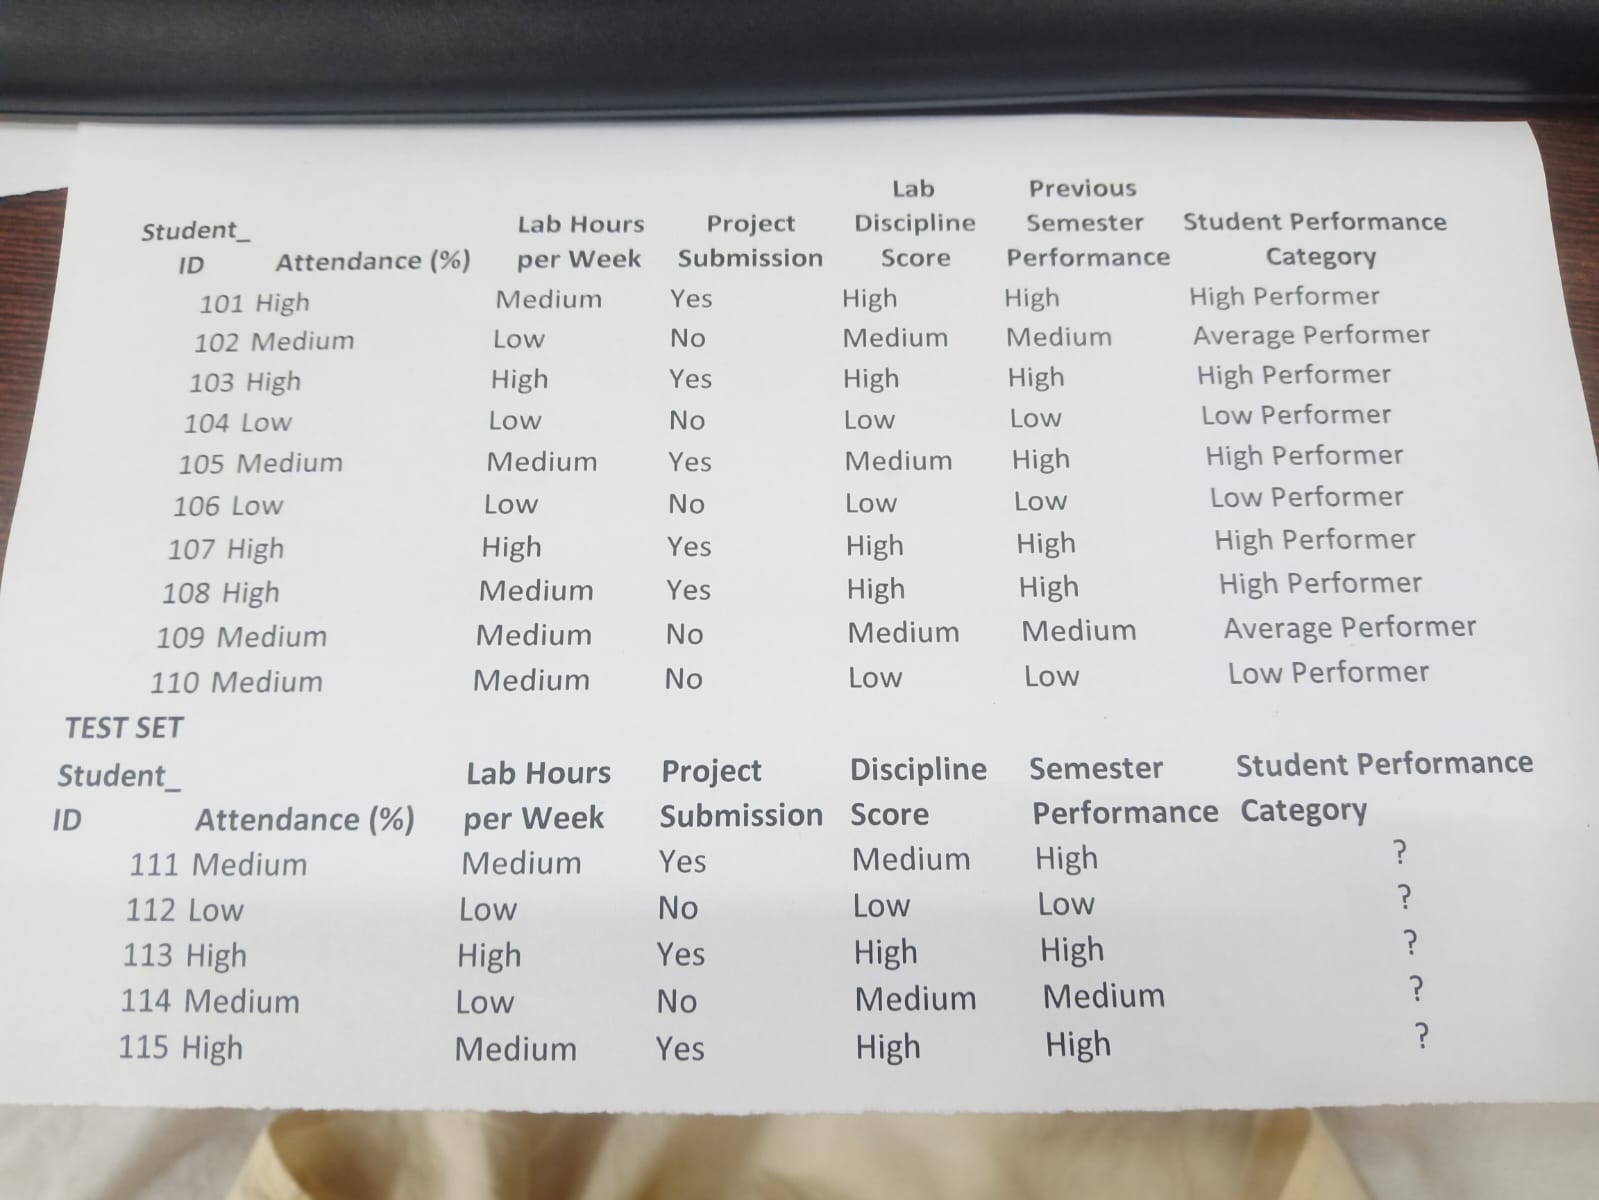 Student_ID Attendance (%) Lab Hours per Week Project Submission Lab Discipline Score Previous Semester Performance Student Performance Category
101 High Medium Yes High High High Performer
102 Medium Low No Medium Medium Average Performer
103 High High Yes High High High Performer
104 Low Low No Low Low Low Performer
105 Medium Medium Yes Medium High High Performer
106 Low Low No Low Low Low Performer
107 High High Yes High High High Performer
108 High Medium Yes High High High Performer
109 Medium Medium No Medium Medium Average Performer
110 Medium Medium No Low Low Low Performer
TEST SET
Student_ID Attendance (%) Lab Hours per Week Project Submission Discipline Score Semester Performance Student Performance Category
111 Medium Medium Yes Medium High ?
112 Low Low No Low Low ?
113 High High Yes High High ?
114 Medium Low No Medium Medium ?
115 High Medium Yes High High ?